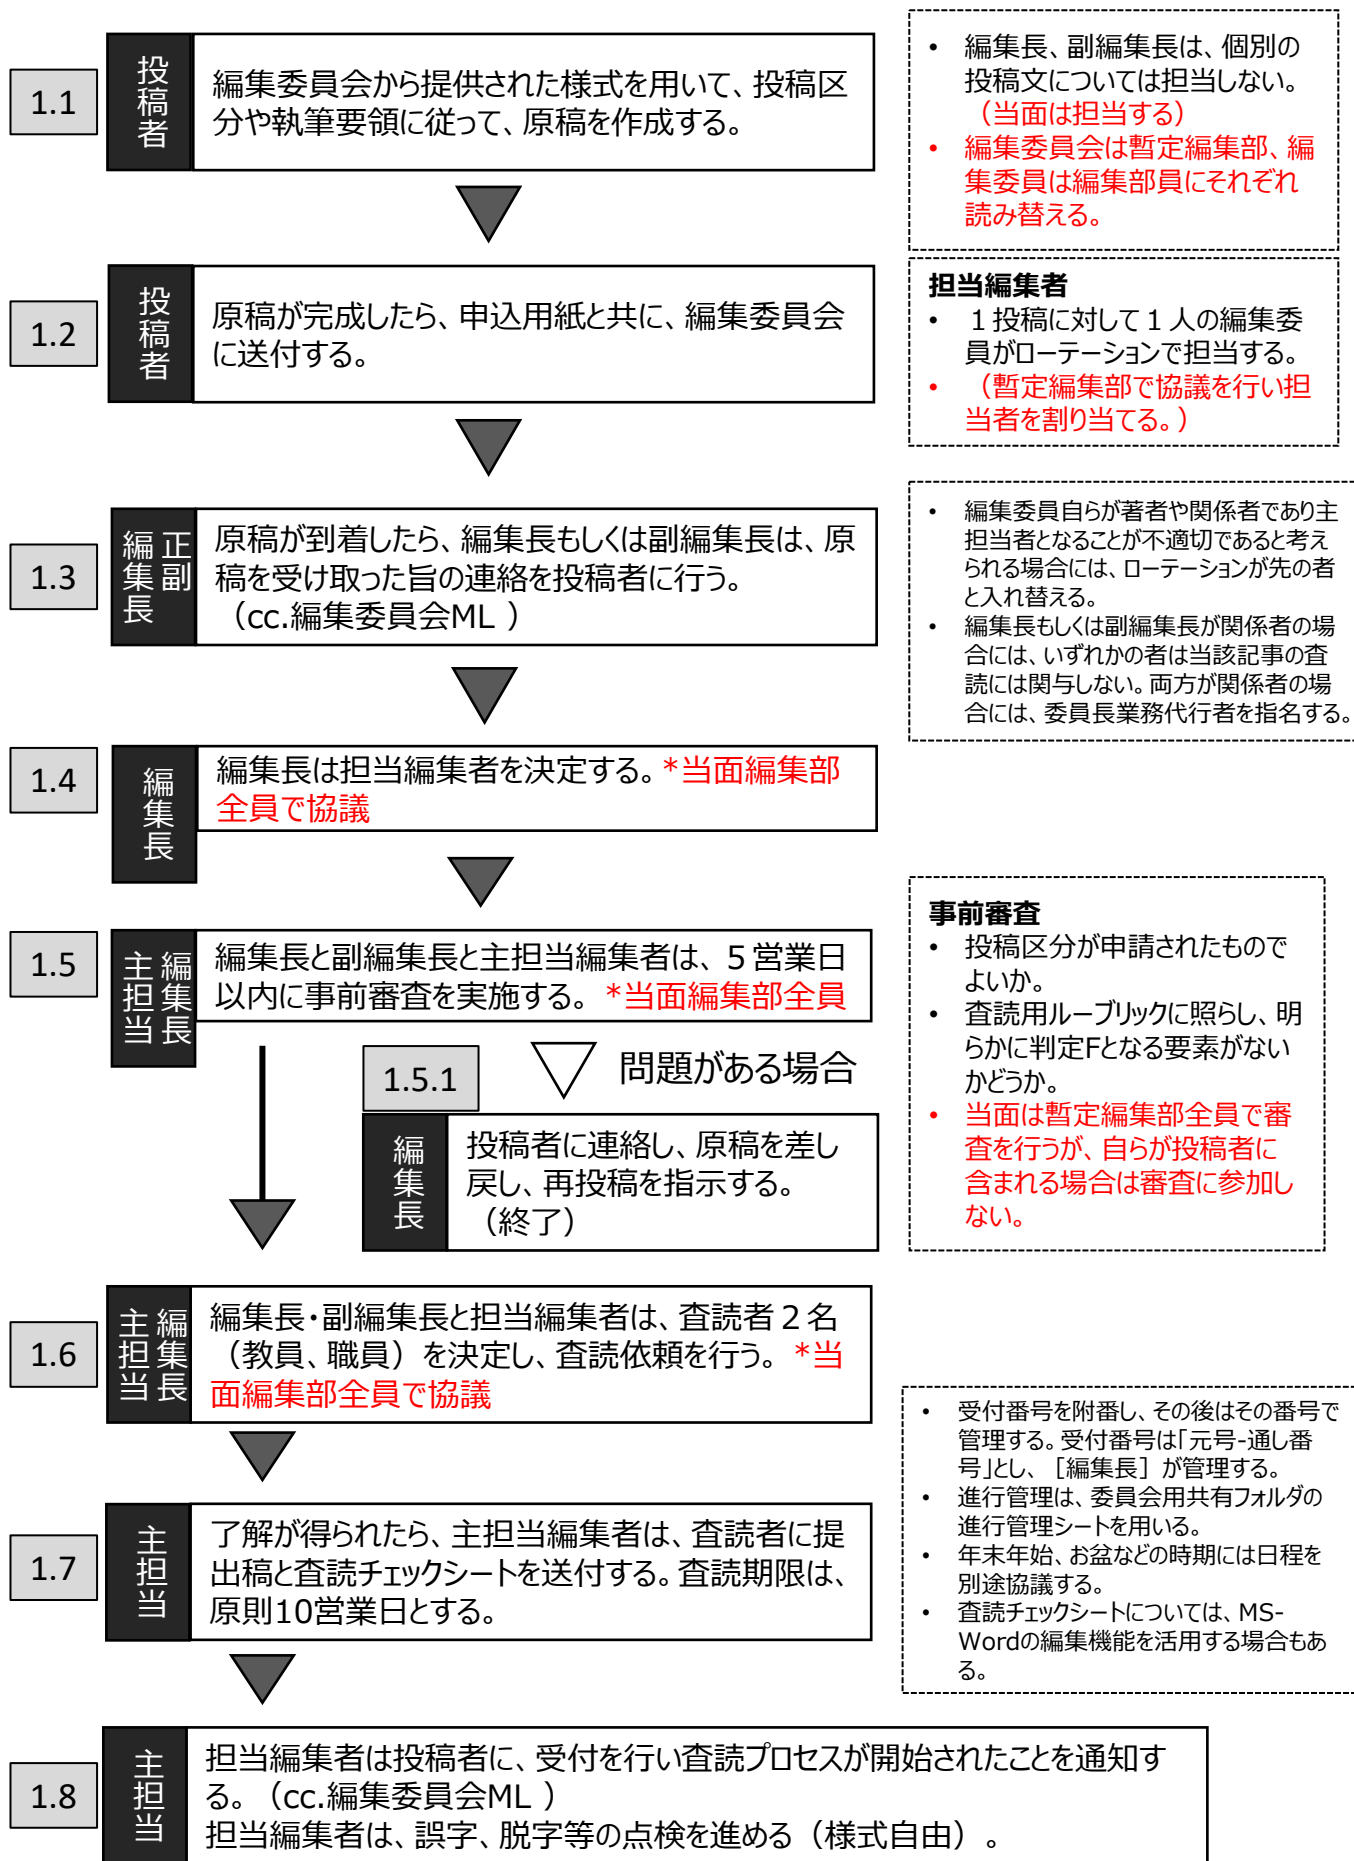 1.1
投稿者
編集委員会から提供された様式を用いて、投稿区
分や執筆要領に従って、原稿を作成する。
• 編集長、副編集長は、個別の
投稿文については担当しない。
（当面は担当する）
• 編集委員会は暫定編集部、編
集委員は編集部員にそれぞれ
読み替える。
1.2
投稿者
原稿が完成したら、申込用紙と共に、編集委員会
に送付する。
担当編集者
• １投稿に対して１人の編集委
員がローテーションで担当する。
• （暫定編集部で協議を行い担
当者を割り当てる。）
1.3
正副
編集長
原稿が到着したら、編集長もしくは副編集長は、原
稿を受け取った旨の連絡を投稿者に行う。
（cc.編集委員会ML ）
• 編集委員自らが著者や関係者であり主
担当者となることが不適切であると考え
られる場合には、ローテーションが先の者
と入れ替える。
• 編集長もしくは副編集長が関係者の場
合には、いずれかの者は当該記事の査
読には関与しない。両方が関係者の場
合には、委員長業務代行者を指名する。
1.4
編集長
編集長は担当編集者を決定する。*当面編集部
全員で協議
1.5
編集長
主担当
編集長と副編集長と主担当編集者は、５営業日
以内に事前審査を実施する。 *当面編集部全員
事前審査
• 投稿区分が申請されたもので
よいか。
• 査読用ルーブリックに照らし、明
らかに判定Fとなる要素がない
かどうか。
• 当面は暫定編集部全員で審
査を行うが、自らが投稿者に
含まれる場合は審査に参加し
ない。
1.5.1
問題がある場合
編集長
投稿者に連絡し、原稿を差し
戻し、再投稿を指示する。
（終了）
1.6
編集長
主担当
編集長・副編集長と担当編集者は、査読者２名
（教員、職員）を決定し、査読依頼を行う。 *当
面編集部全員で協議
• 受付番号を附番し、その後はその番号で
管理する。受付番号は「元号-通し番
号」とし、［編集長］が管理する。
• 進行管理は、委員会用共有フォルダの
進行管理シートを用いる。
• 年末年始、お盆などの時期には日程を
別途協議する。
• 査読チェックシートについては、MS-
Wordの編集機能を活用する場合もあ
る。
1.7
主担当
了解が得られたら、主担当編集者は、査読者に提
出稿と査読チェックシートを送付する。査読期限は、
原則10営業日とする。
1.8
主担当
担当編集者は投稿者に、受付を行い査読プロセスが開始されたことを通知す
る。（cc.編集委員会ML ）
担当編集者は、誤字、脱字等の点検を進める（様式自由）。